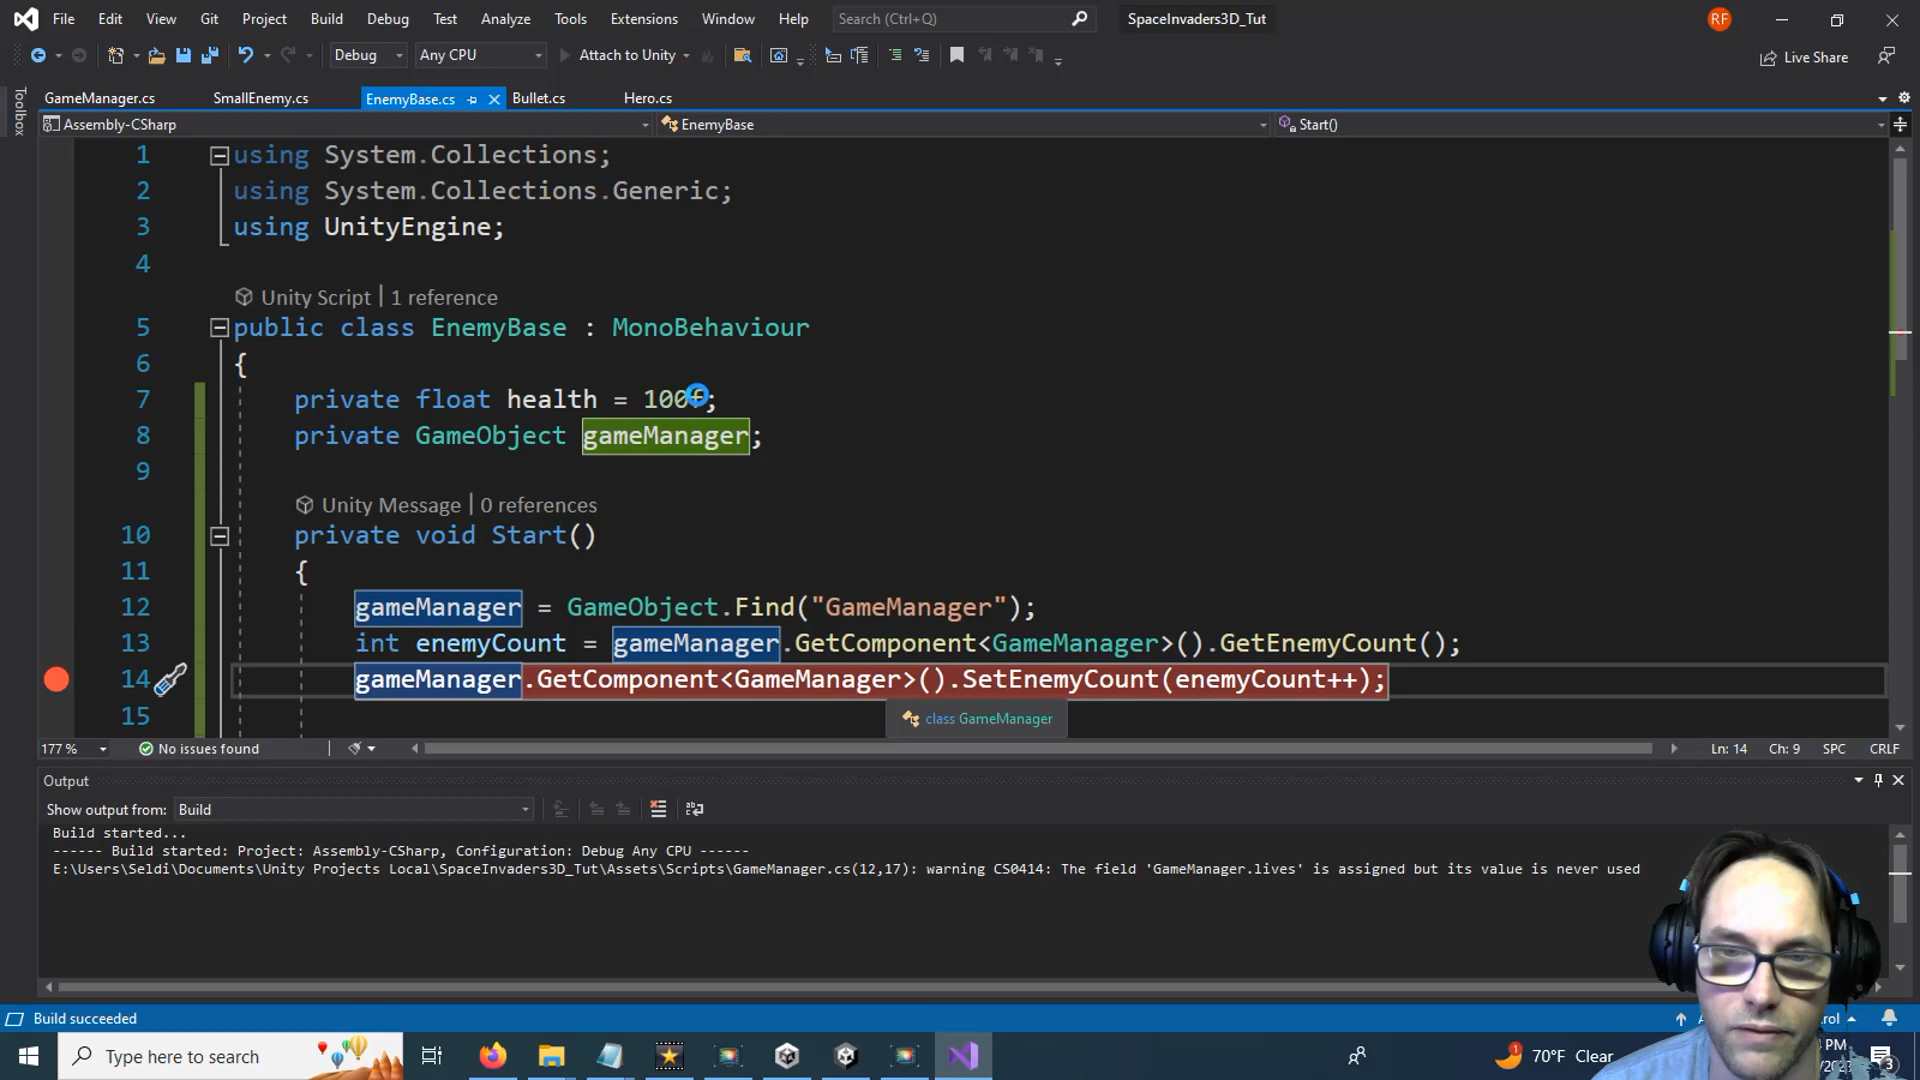 File Edit View Git Project Build Debug Test Analyze Tools Extensions Window Help Search (Ctrl+Q) SpaceInvaders3D_Tut RF
Debug Any CPU Attach to Unity Live Share
Toolbox
GameManager.cs SmallEnemy.cs EnemyBase.cs Bullet.cs Hero.cs
Assembly-CSharp EnemyBase Start()
1 using System.Collections;
2 using System.Collections.Generic;
3 using UnityEngine;
4
Unity Script | 1 reference
5 public class EnemyBase : MonoBehaviour
6 {
7 private float health = 100f;
8 private GameObject gameManager;
9
Unity Message | 0 references
10 private void Start()
11 {
12 gameManager = GameObject.Find("GameManager");
13 int enemyCount = gameManager.GetComponent<GameManager>().GetEnemyCount();
14 gameManager.GetComponent<GameManager>().SetEnemyCount(enemyCount++);
15
class GameManager
177 % No issues found Ln: 14 Ch: 9 SPC CRLF
Output
Show output from: Build
Build started...
------ Build started: Project: Assembly-CSharp, Configuration: Debug Any CPU ------
E:\Users\Seldi\Documents\Unity Projects Local\SpaceInvaders3D_Tut\Assets\Scripts\GameManager.cs(12,17): warning CS0414: The field 'GameManager.lives' is assigned but its value is never used
Build succeeded
Type here to search 70°F Clear PM
3